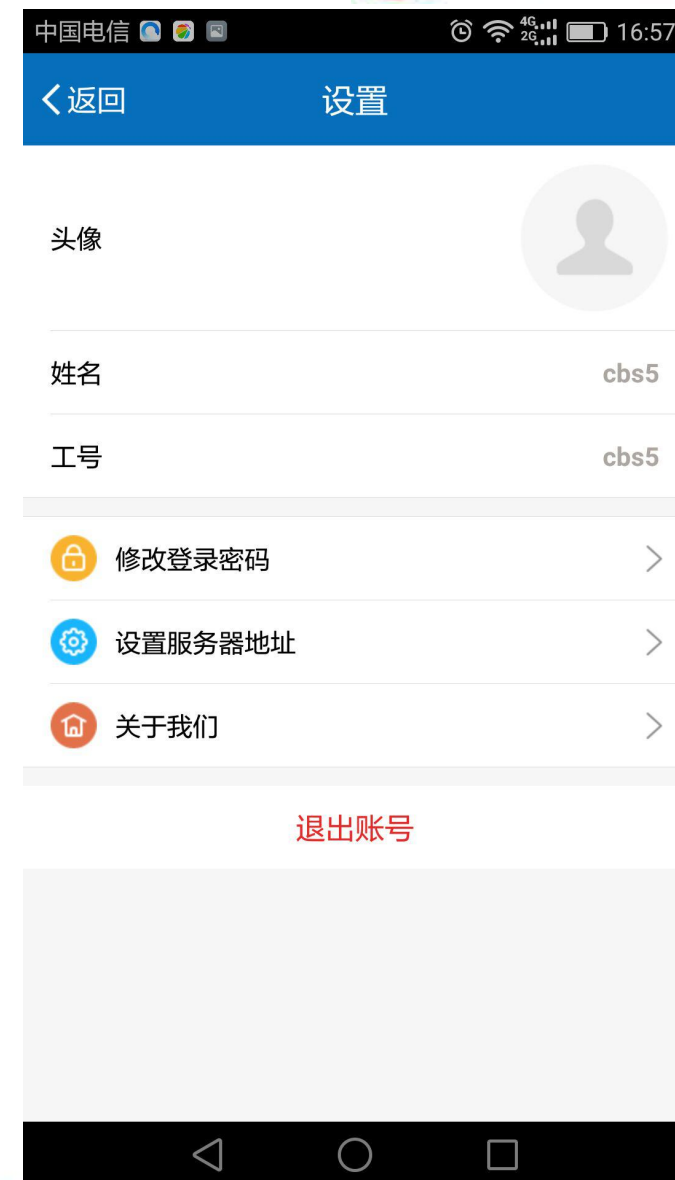 中国电信 4G 2G 16:57
返回 设置
头像
姓名 cbs5
工号 cbs5
修改登录密码
设置服务器地址
关于我们
退出账号